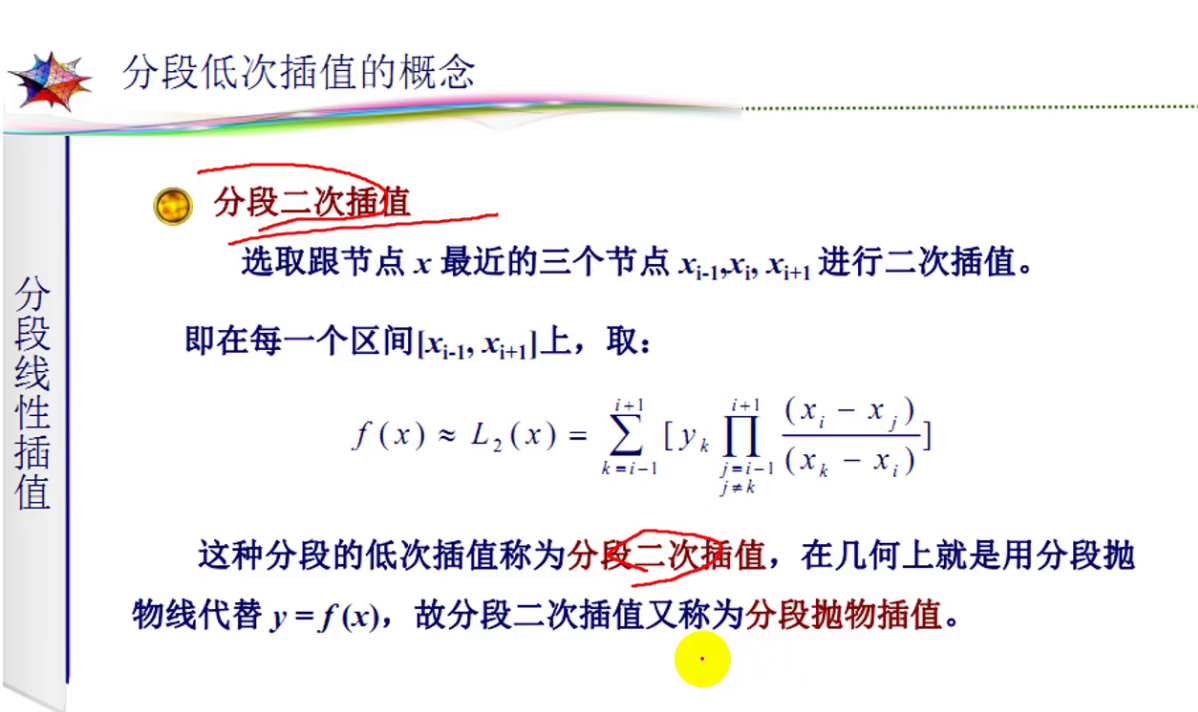 分段低次插值的概念
分段线性插值
分段二次插值
选取跟节点 x 最近的三个节点 x_{i-1},x_i, x_{i+1} 进行二次插值。
即在每一个区间[x_{i-1}, x_{i+1}]上，取：
f(x) ≈ L_2(x) = \sum_{k=i-1}^{i+1} [ y_k \prod_{j=i-1, j≠k}^{i+1} \frac{(x_i - x_j)}{(x_k - x_i)} ]
这种分段的低次插值称为分段二次插值，在几何上就是用分段抛
物线代替 y = f (x)，故分段二次插值又称为分段抛物插值。